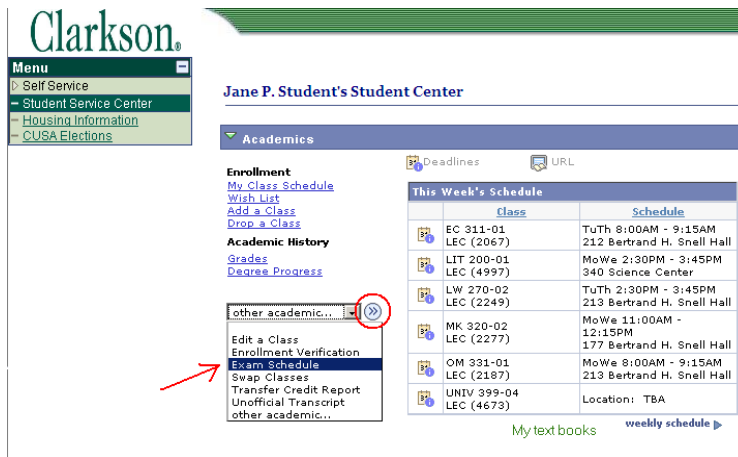 Clarkson.
Menu
Self Service
Student Service Center
Housing Information
CUSA Elections
Jane P. Student's Student Center
Academics
Enrollment
My Class Schedule
Wish List
Add a Class
Drop a Class
Academic History
Grades
Degree Progress
other academic...
Edit a Class
Enrollment Verification
Exam Schedule
Swap Classes
Transfer Credit Report
Unofficial Transcript
other academic...
Deadlines URL
This Week's Schedule
Class Schedule
EC 311-01 TuTh 8:00AM - 9:15AM
LEC (2067) 212 Bertrand H. Snell Hall
LIT 200-01 MoWe 2:30PM - 3:45PM
LEC (4997) 340 Science Center
LW 270-02 TuTh 2:30PM - 3:45PM
LEC (2249) 213 Bertrand H. Snell Hall
MK 320-02 MoWe 11:00AM -
LEC (2277) 12:15PM
177 Bertrand H. Snell Hall
OM 331-01 MoWe 8:00AM - 9:15AM
LEC (2187) 213 Bertrand H. Snell Hall
UNIV 399-04 Location: TBA
LEC (4673)
My text books weekly schedule